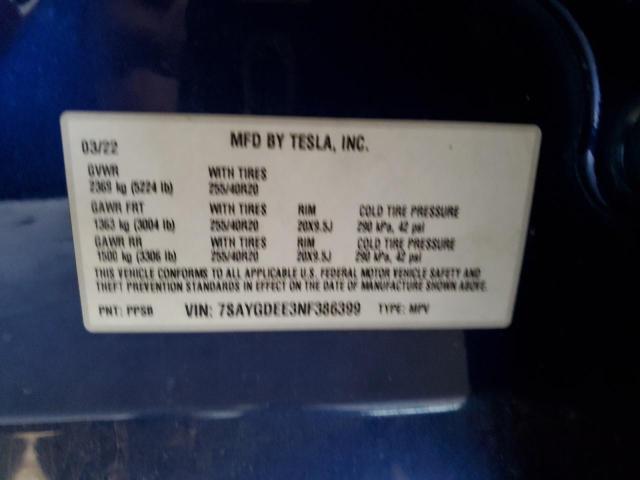 03/22 MFD BY TESLA, INC.
GVWR WITH TIRES
2369 kg (5224 lb) 255/40R20
GAWR FRT WITH TIRES RIM COLD TIRE PRESSURE
1363 kg (3004 lb) 255/40R20 20X9.5J 290 kPa, 42 psi
GAWR RR WITH TIRES RIM COLD TIRE PRESSURE
1500 kg (3306 lb) 255/40R20 20X9.5J 290 kPa, 42 psi
THIS VEHICLE CONFORMS TO ALL APPLICABLE U.S. FEDERAL MOTOR VEHICLE SAFETY AND
THEFT PREVENTION STANDARDS IN EFFECT ON THE DATE OF MANUFACTURE SHOWN ABOVE.
PNT: PPSB VIN: 7SAYGDEE3NF386399 TYPE: MPV